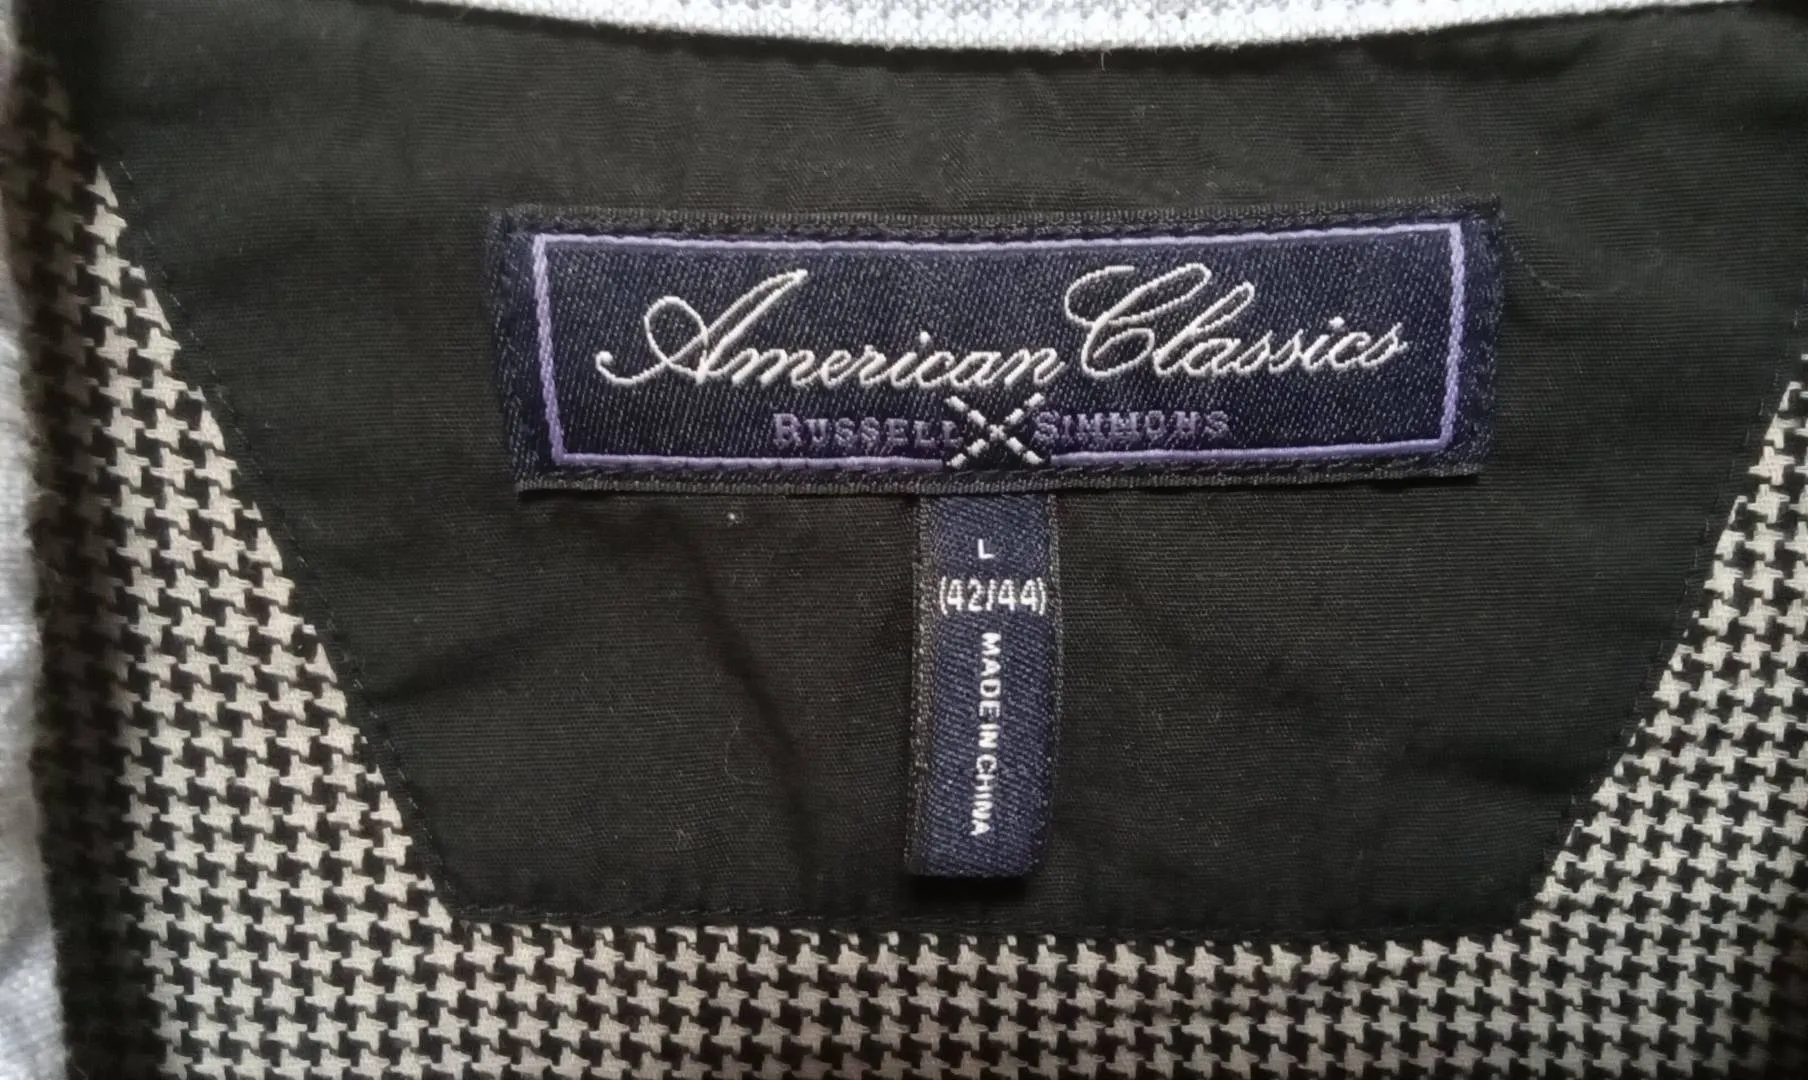 American Classics
RUSSELL X SIMMONS
L
(42/44)
MADE IN CHINA